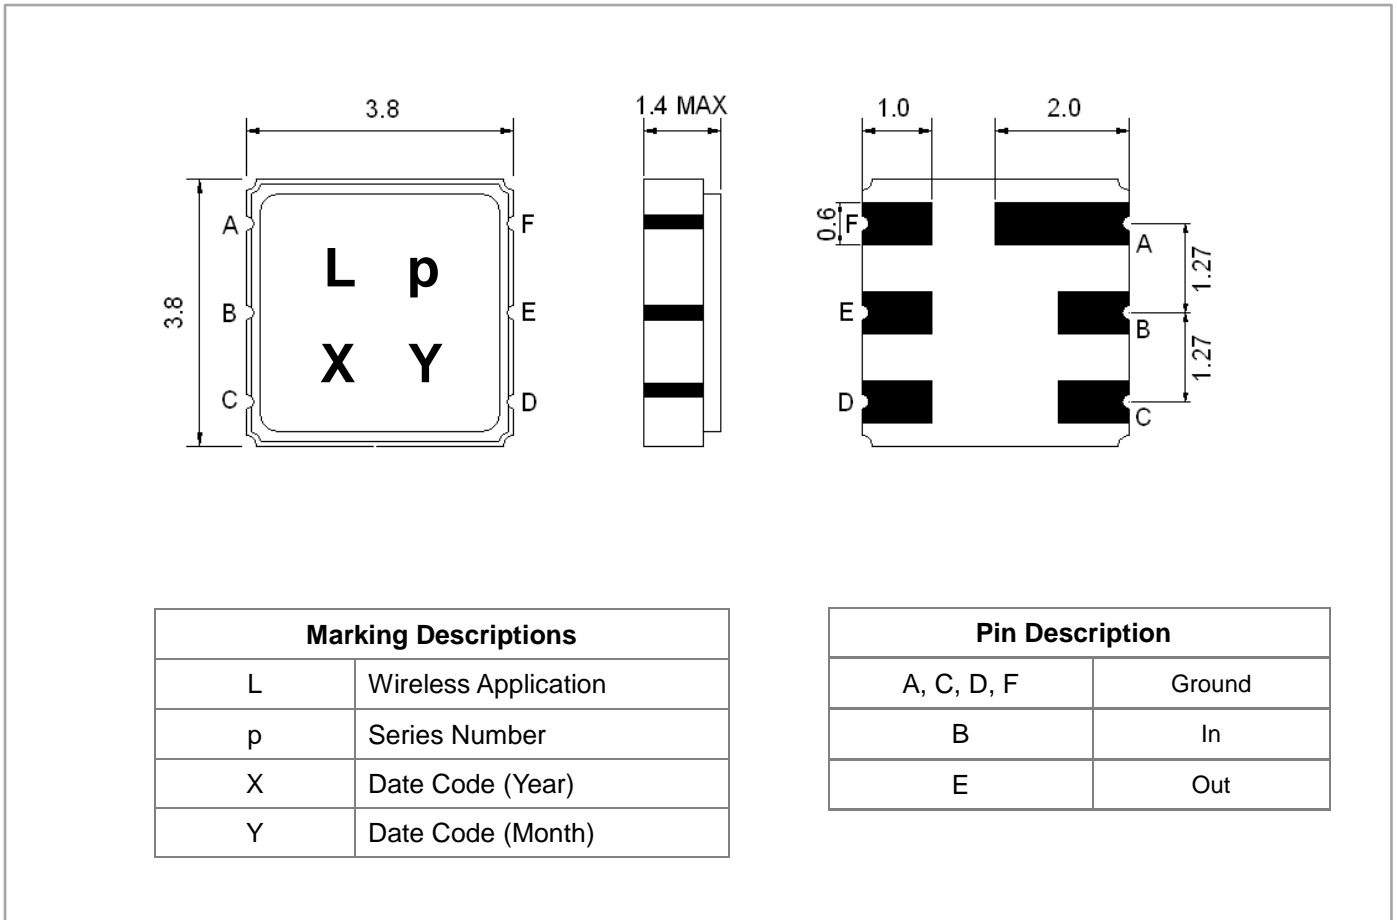 3.8 1.4 MAX 1.0 2.0
A F 0.6 F A
L p 1.27
3.8 B E E B
X Y 1.27
C D D C
Marking Descriptions
L Wireless Application
p Series Number
X Date Code (Year)
Y Date Code (Month)
Pin Description
A, C, D, F Ground
B In
E Out